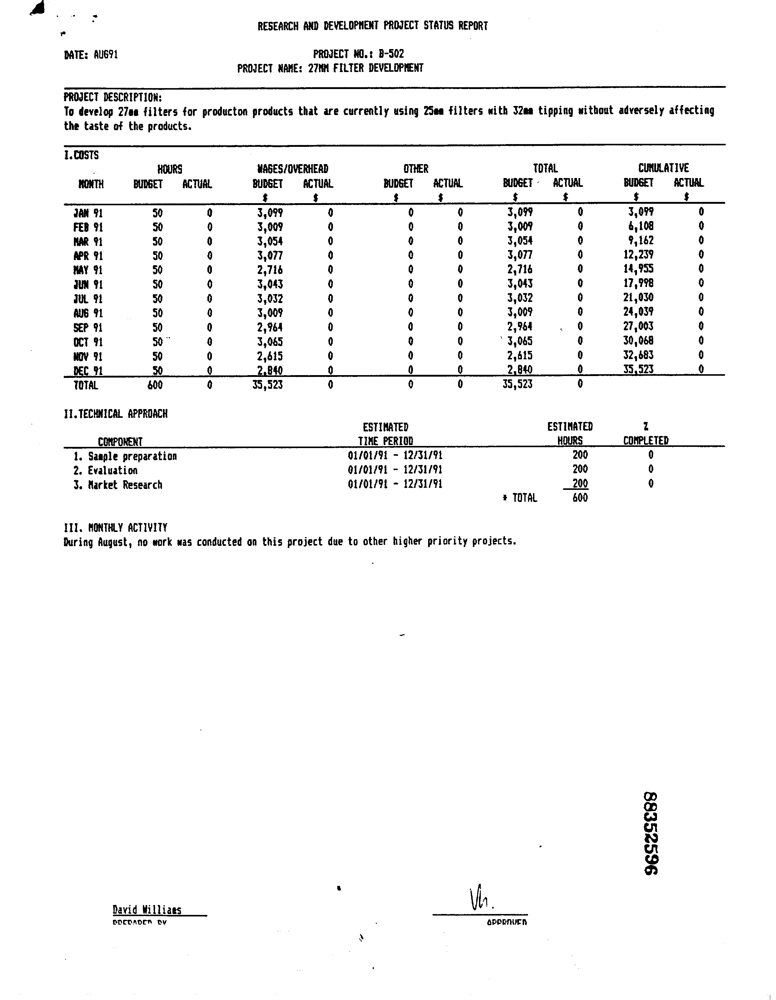 RESEARCH AND DEVELOPMENT PROJECT STATUS REPORT
DATE: AUG91 PROJECT NO.: B-502
PROJECT NAME: 27MM FILTER DEVELOPMENT
PROJECT DESCRIPTION:
To develop 27mm filters for producton products that are currently using 25mm filters with 32mm tipping without adversely affecting
the taste of the products.
I.COSTS
HOURS WAGES/OVERHEAD OTHER TOTAL CUMULATIVE
MONTH BUDGET ACTUAL BUDGET ACTUAL BUDGET ACTUAL BUDGET ACTUAL BUDGET ACTUAL
$ $ $ $ $ $ $ $
JAN 91 50 0 3,099 0 0 0 3,099 0 3,099 0
FEB 91 50 0 3,009 0 0 0 3,009 0 6,108 0
MAR 91 50 0 3,054 0 0 0 3,054 0 9,162 0
APR 91 50 0 3,077 0 0 0 3,077 0 12,239 0
MAY 91 50 0 2,716 0 0 0 2,716 0 14,955 0
JUN 91 50 0 3,043 0 0 0 3,043 0 17,998 0
JUL 91 50 0 3,032 0 0 0 3,032 0 21,030 0
AUG 91 50 0 3,009 0 0 0 3,009 0 24,039 0
SEP 91 50 0 2,964 0 0 0 2,964 0 27,003 0
OCT 91 50 0 3,065 0 0 0 3,065 0 30,068 0
NOV 91 50 0 2,615 0 0 0 2,615 0 32,683 0
DEC 91 50 0 2,840 0 0 0 2,840 0 35,523 0
TOTAL 600 0 35,523 0 0 0 35,523 0
II.TECHNICAL APPROACH
ESTIMATED ESTIMATED %
COMPONENT TIME PERIOD HOURS COMPLETED
1. Sample preparation 01/01/91 - 12/31/91 200 0
2. Evaluation 01/01/91 - 12/31/91 200 0
3. Market Research 01/01/91 - 12/31/91 200 0
* TOTAL 600
III. MONTHLY ACTIVITY
During August, no work was conducted on this project due to other higher priority projects.
88352596
David Williams
PREPARED BY APPROVED